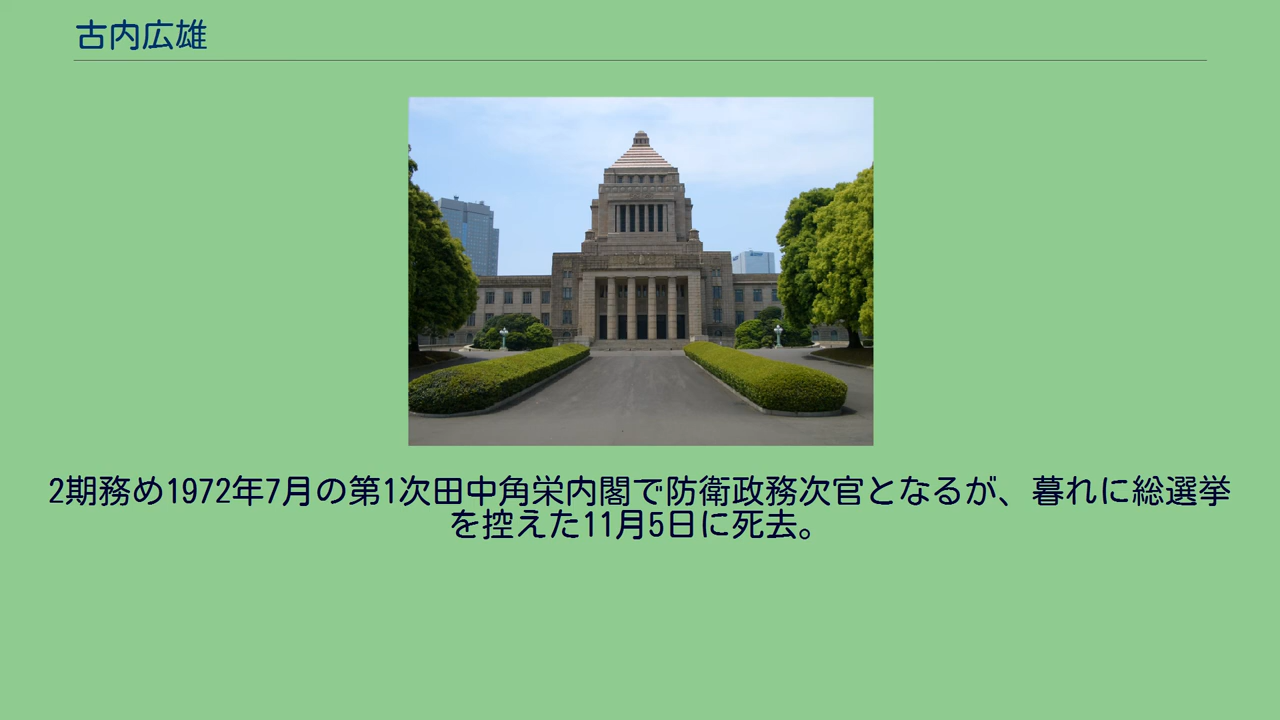 古内広雄
2期務め1972年7月の第1次田中角栄内閣で防衛政務次官となるが、暮れに総選挙
を控えた11月5日に死去。